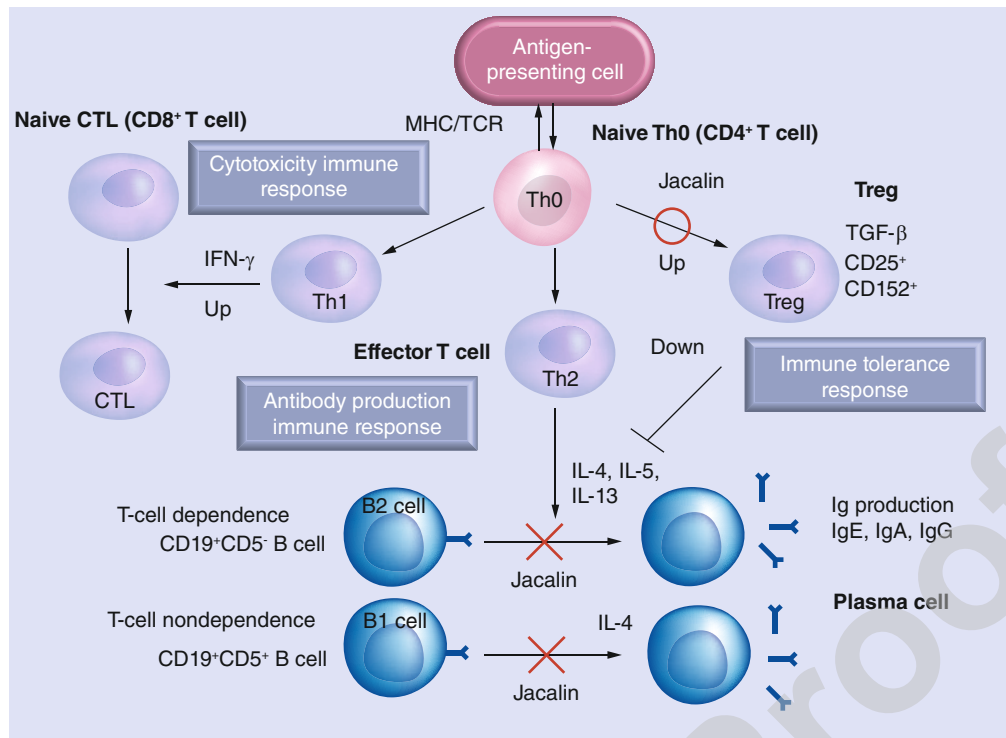 Antigen-
presenting cell
Naive CTL (CD8⁺ T cell)
MHC/TCR
Naive Th0 (CD4⁺ T cell)
Cytotoxicity immune
response
Th0
Jacalin
Up
Treg
TGF-β
CD25⁺
CD152⁺
Treg
IFN-γ
Up
Th1
CTL
Effector T cell
Th2
Down
Immune tolerance
response
Antibody production
immune response
IL-4, IL-5,
IL-13
T-cell dependence
CD19⁺CD5⁻ B cell
B2 cell
Jacalin
Ig production
IgE, IgA, IgG
Plasma cell
T-cell nondependence
CD19⁺CD5⁺ B cell
B1 cell
IL-4
Jacalin
Proof